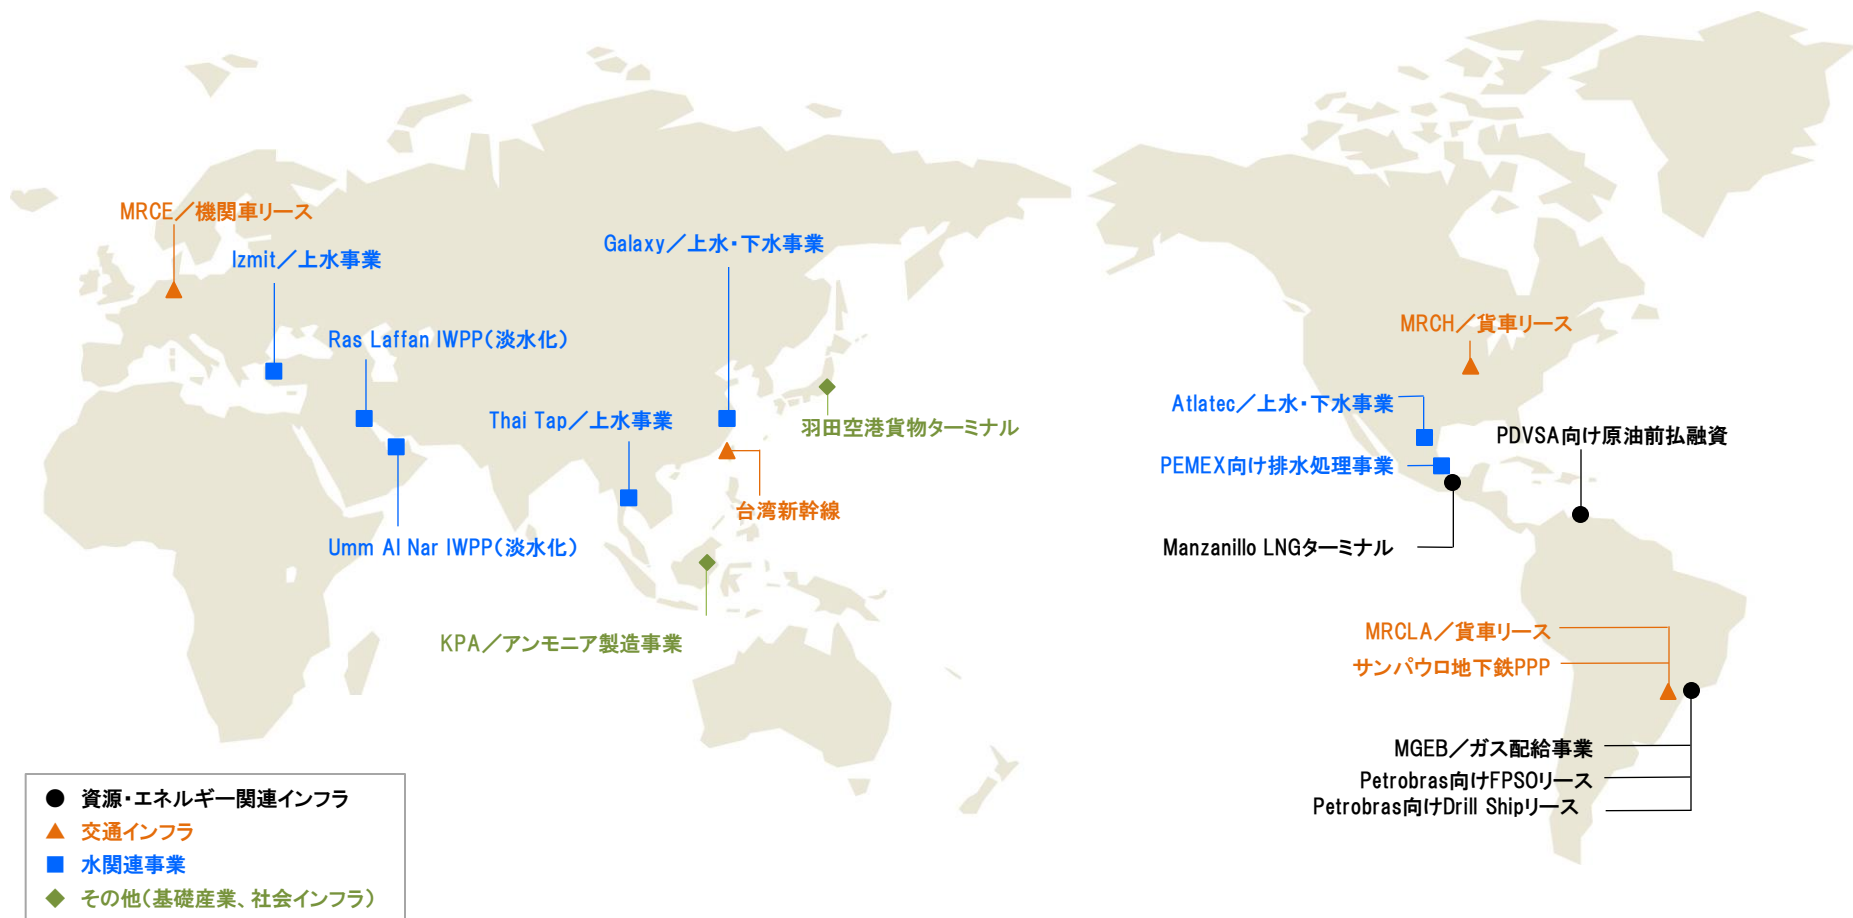 MRCE／機関車リース
Izmit／上水事業
Galaxy／上水・下水事業
Ras Laffan IWPP（淡水化）
Thai Tap／上水事業
羽田空港貨物ターミナル
台湾新幹線
Umm Al Nar IWPP（淡水化）
KPA／アンモニア製造事業
MRCH／貨車リース
Atlatec／上水・下水事業
PDVSA向け原油前払融資
PEMEX向け排水処理事業
Manzanillo LNGターミナル
MRCLA／貨車リース
サンパウロ地下鉄PPP
MGEB／ガス配給事業
Petrobras向けFPSOリース
Petrobras向けDrill Shipリース
資源・エネルギー関連インフラ
交通インフラ
水関連事業
その他（基礎産業、社会インフラ）